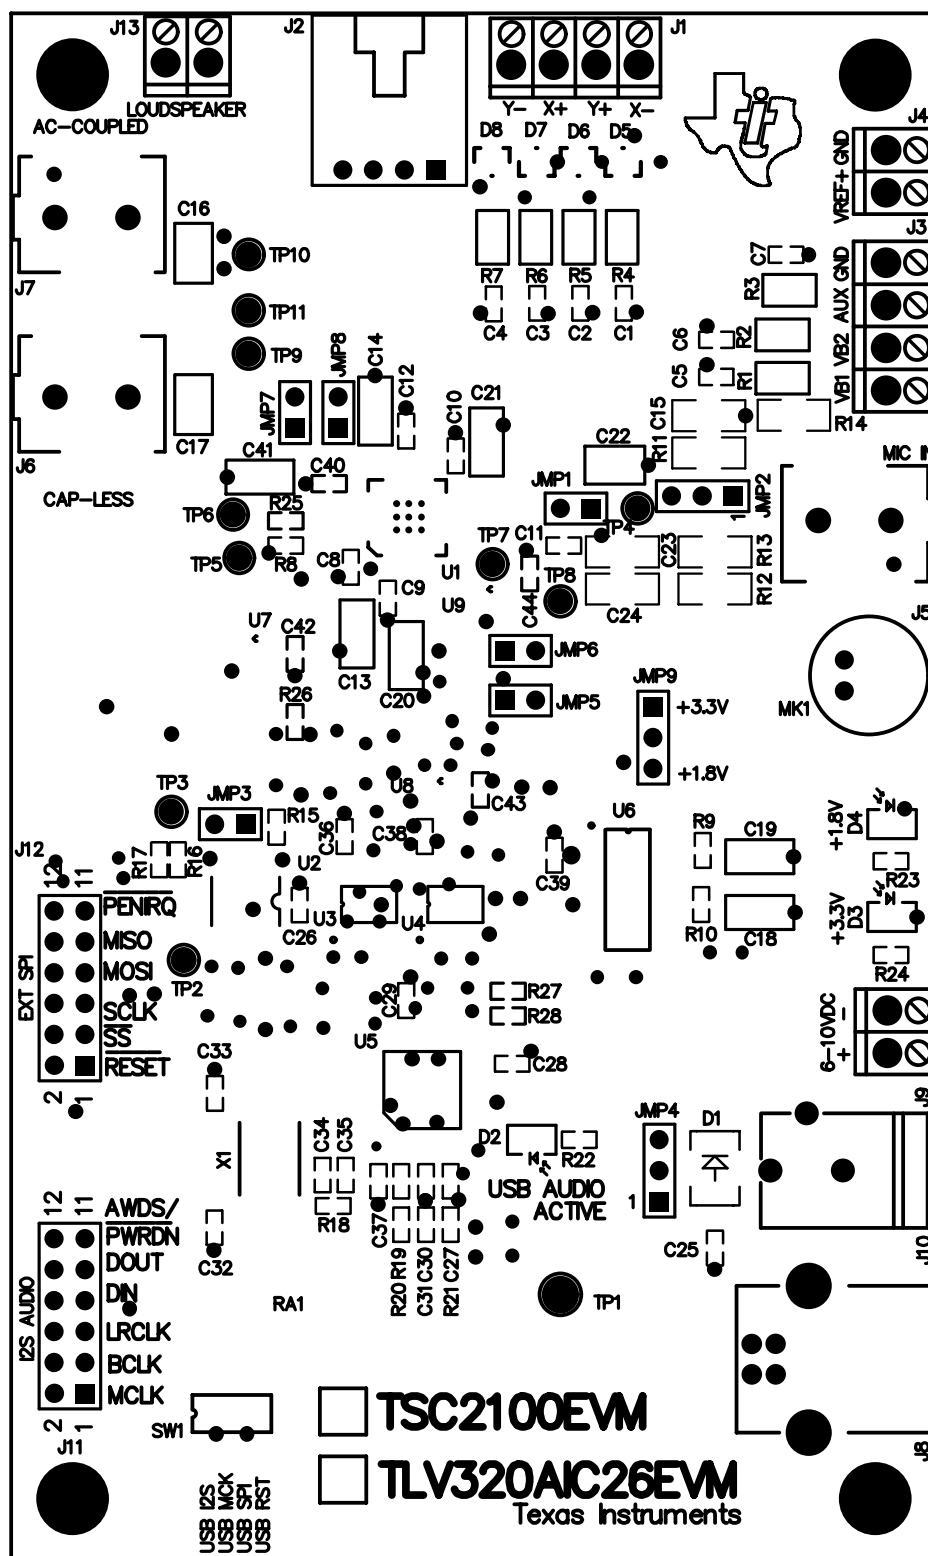 J13
J2
J1
LOUDSPEAKER
AC-COUPLED
Y- X+ Y+ X-
D8 D7 D6 D5
J4
VREF+ GND
J3
C16
TP10
J7
TP11
TP9
R7 R6 R5 R4
C4 C3 C2 C1
C7
R3
C6
R2
C5
R1
VB1 VB2 AUX GND
JMP7
JMP8
C14
C12
C10
C21
C15
R14
R11
C17
J6
C41
C40
C22
MIC IN
CAP-LESS
JMP1
JMP2
1
TP6
R25
TP4
TP5
R8
C8
U1
TP7
C11
C23
R13
C9
U9
C44
TP8
C24
R12
J5
U7
C42
C13
C20
JMP6
JMP9
R26
JMP5
+3.3V
MK1
+1.8V
TP3
JMP3
U8
C43
U6
R15
C36
C38
R9
C19
+1.8V
D4
J12
R17
R16
U2
C39
R23
12 11
PENIRQ
U3
U4
C26
R10
C18
+3.3V
D3
MISO
EXT SPI
MOSI
TP2
R24
SCLK
C29
R27
R28
SS
U5
6-10VDC
- +
RESET
C33
C28
2 1
J9
X1
C34
C35
D2
R22
JMP4
D1
12 11
AWDS/
PWRDN
R18
C37
USB AUDIO
ACTIVE
1
DOUT
C32
R20 R19
C31 C30
R21 C27
C25
J10
DIN
I2S AUDIO
RA1
TP1
LRCLK
BCLK
MCLK
2 1
J11
SW1
TSC2100EVM
J8
TLV320AIC26EVM
Texas Instruments
USB I2S
USB MCK
USB SPI
USB RST